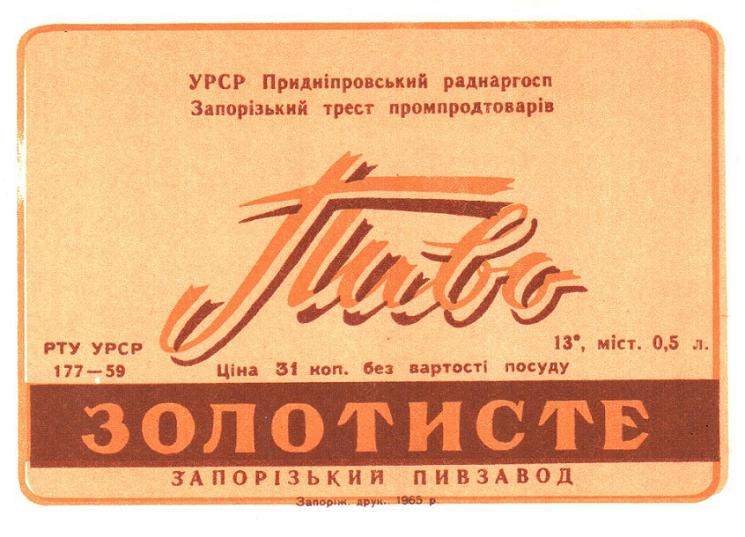 УРСР Придніпровський раднаргосп
Запорізький трест промпродтоварів
Пиво
РТУ УРСР
177—59
13°, міст. 0,5 л.
Ціна 31 коп. без вартості посуду
ЗОЛОТИСТЕ
ЗАПОРІЗЬКИЙ ПИВЗАВОД
Запоріж. друк. 1965 р.